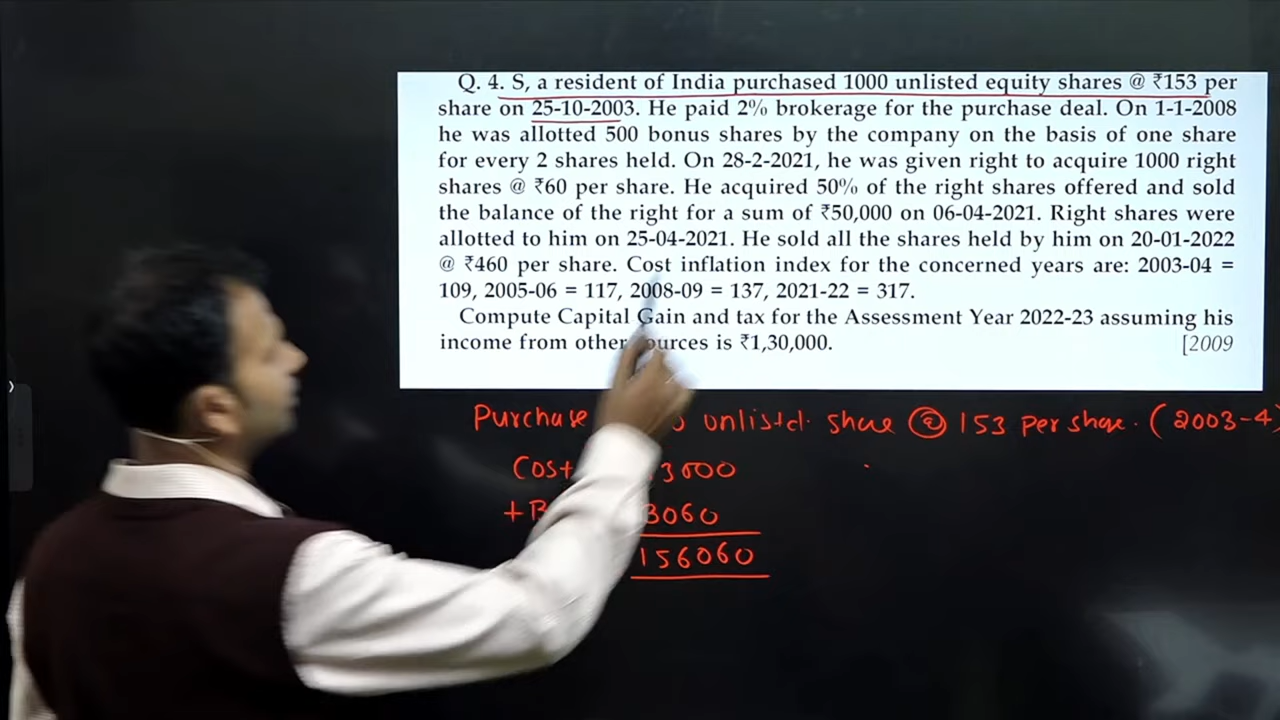 Q. 4. S, a resident of India purchased 1000 unlisted equity shares @ ₹153 per
share on 25-10-2003. He paid 2% brokerage for the purchase deal. On 1-1-2008
he was allotted 500 bonus shares by the company on the basis of one share
for every 2 shares held. On 28-2-2021, he was given right to acquire 1000 right
shares @ ₹60 per share. He acquired 50% of the right shares offered and sold
the balance of the right for a sum of ₹50,000 on 06-04-2021. Right shares were
allotted to him on 25-04-2021. He sold all the shares held by him on 20-01-2022
@ ₹460 per share. Cost inflation index for the concerned years are: 2003-04 =
109, 2005-06 = 117, 2008-09 = 137, 2021-22 = 317.
Compute Capital Gain and tax for the Assessment Year 2022-23 assuming his
income from other sources is ₹1,30,000.
[2009
Purchase unlistd. share @ 153 per share. (2003-4
Cost 3000
+ 3060
156060